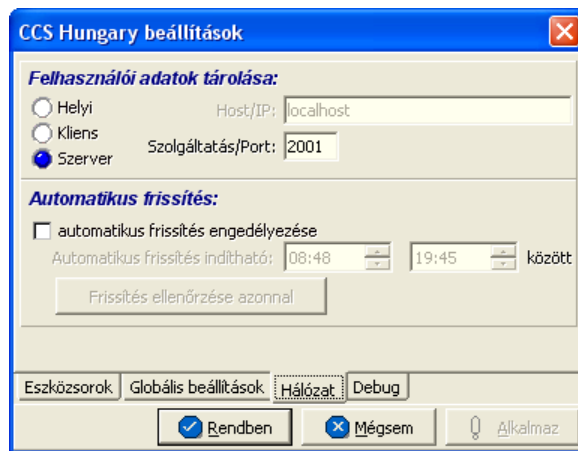 CCS Hungary beállítások
Felhasználói adatok tárolása:
Helyi
Host/IP: localhost
Kliens
Szolgáltatás/Port: 2001
Szerver
Automatikus frissítés:
automatikus frissítés engedélyezése
Automatikus frissítés indítható: 08:48 19:45 között
Frissítés ellenőrzése azonnal
Eszközsorok Globális beállítások Hálózat Debug
Rendben Mégsem Alkalmaz